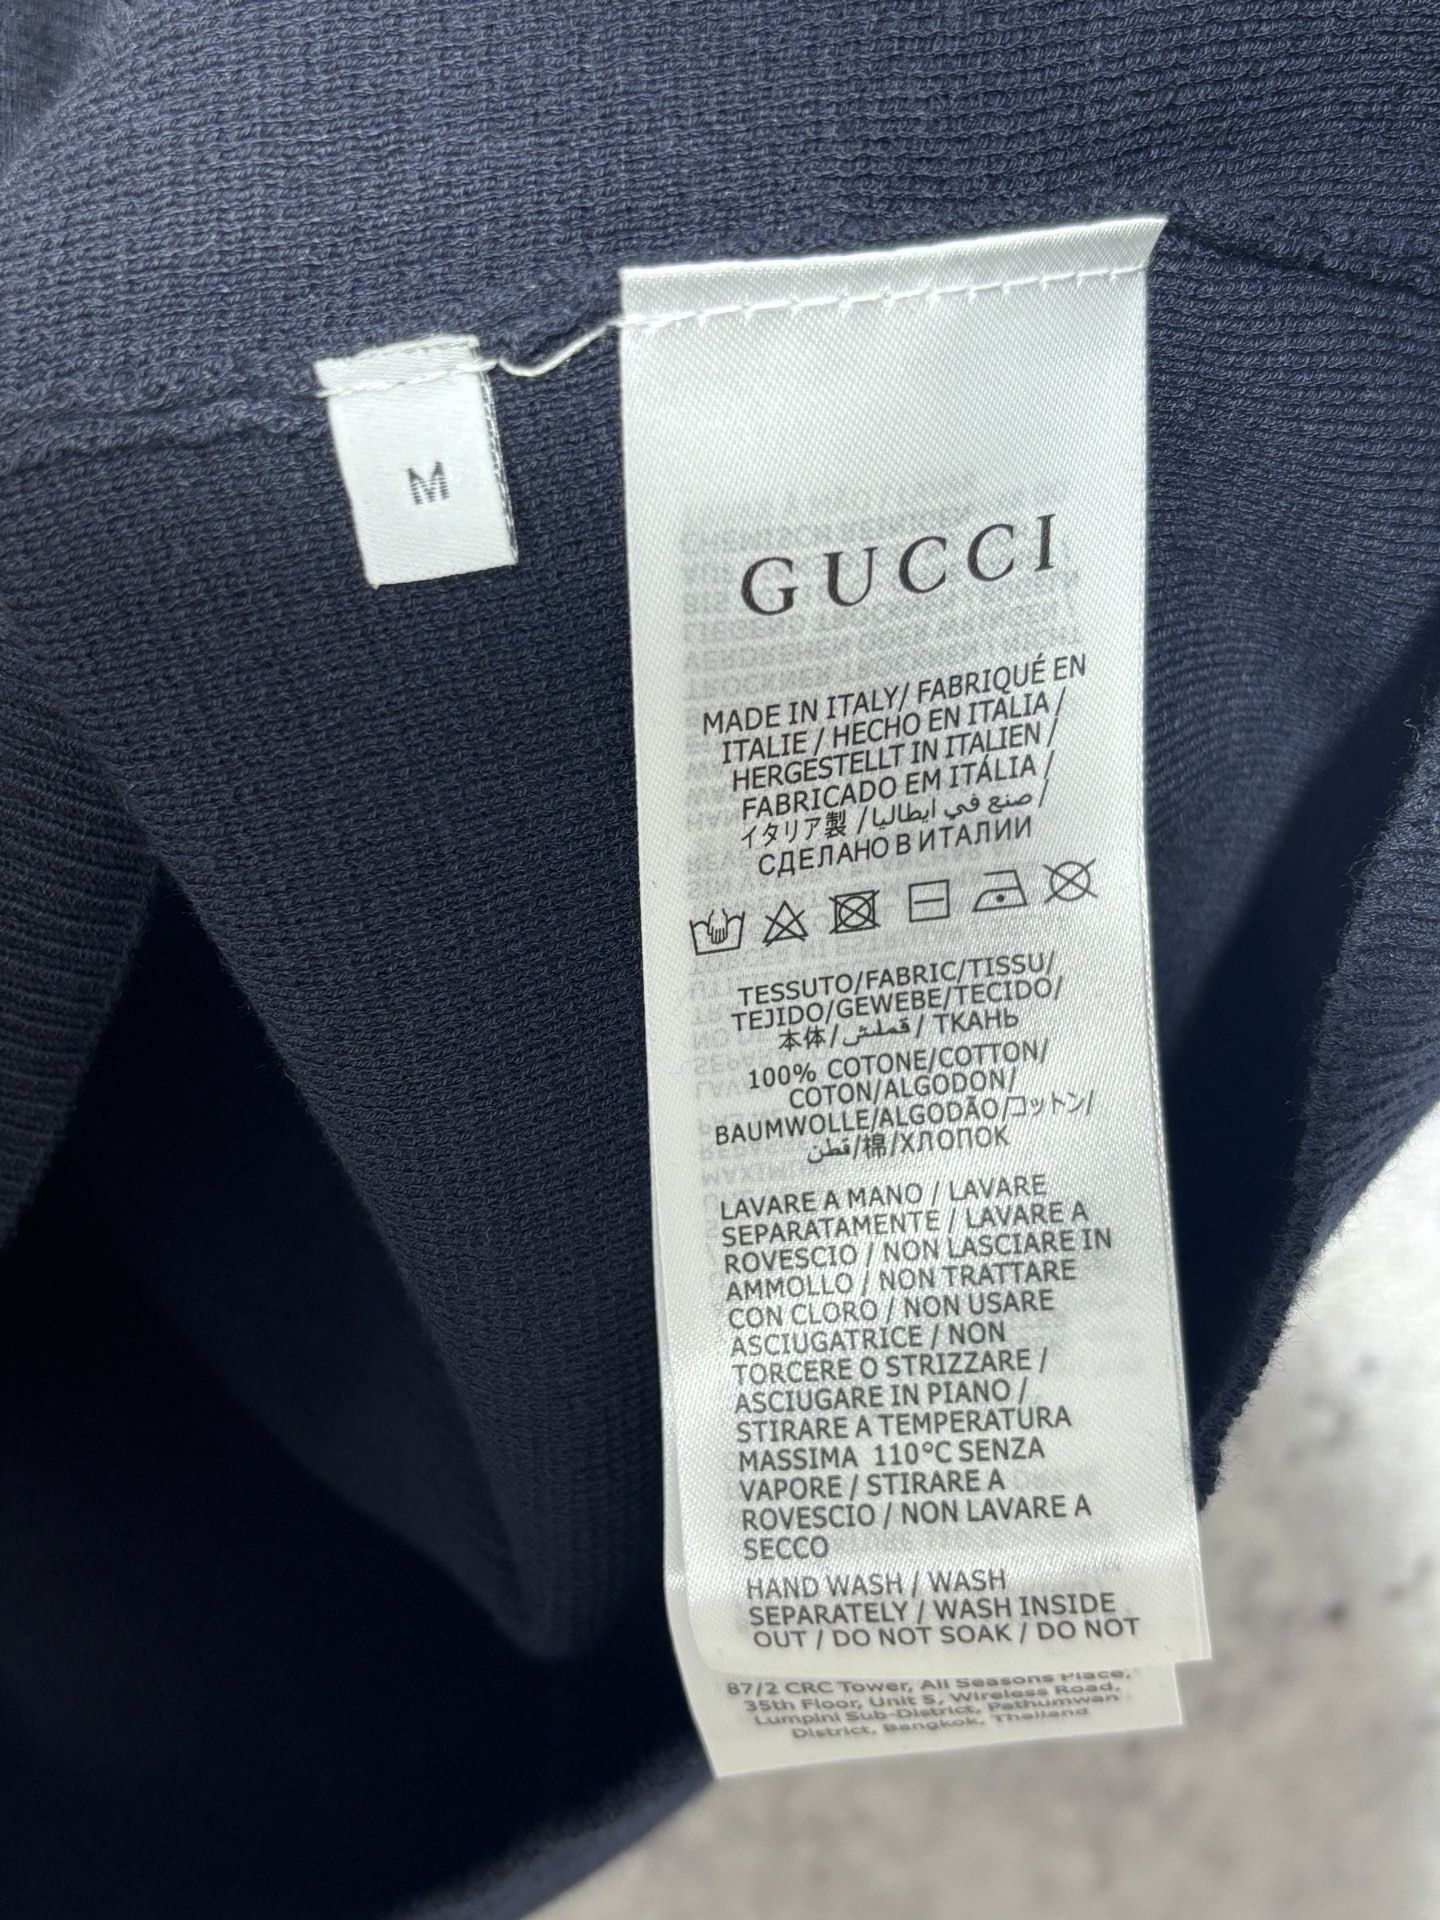 M
GUCCI
MADE IN ITALY/ FABRIQUÉ EN
ITALIE / HECHO EN ITALIA /
HERGESTELLT IN ITALIEN /
FABRICADO EM ITÁLIA /
イタリア製 /صنع في ايطاليا /
СДЕЛАНО В ИТАЛИИ
TESSUTO/FABRIC/TISSU/
TEJIDO/GEWEBE/TECIDO/
本体/قملش/ ТКАНЬ
100% COTONE/COTTON/
COTON/ALGODON/
BAUMWOLLE/ALGODÃO/コットン/
قطن/棉/ХЛОПОК
LAVARE A MANO / LAVARE
SEPARATAMENTE / LAVARE A
ROVESCIO / NON LASCIARE IN
AMMOLLO / NON TRATTARE
CON CLORO / NON USARE
ASCIUGATRICE / NON
TORCERE O STRIZZARE /
ASCIUGARE IN PIANO /
STIRARE A TEMPERATURA
MASSIMA 110°C SENZA
VAPORE / STIRARE A
ROVESCIO / NON LAVARE A
SECCO
HAND WASH / WASH
SEPARATELY / WASH INSIDE
OUT / DO NOT SOAK / DO NOT
87/2 CRC Tower, All Seasons Place,
35th Floor, Unit 5, Wireless Road,
Lumpini Sub-District, Pathumwan
District, Bangkok, Thailand